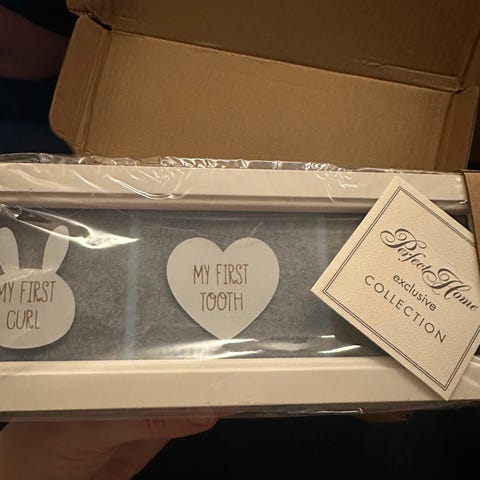 MY FIRST
CURL
MY FIRST
TOOTH
Perfect Home
exclusive
COLLECTION